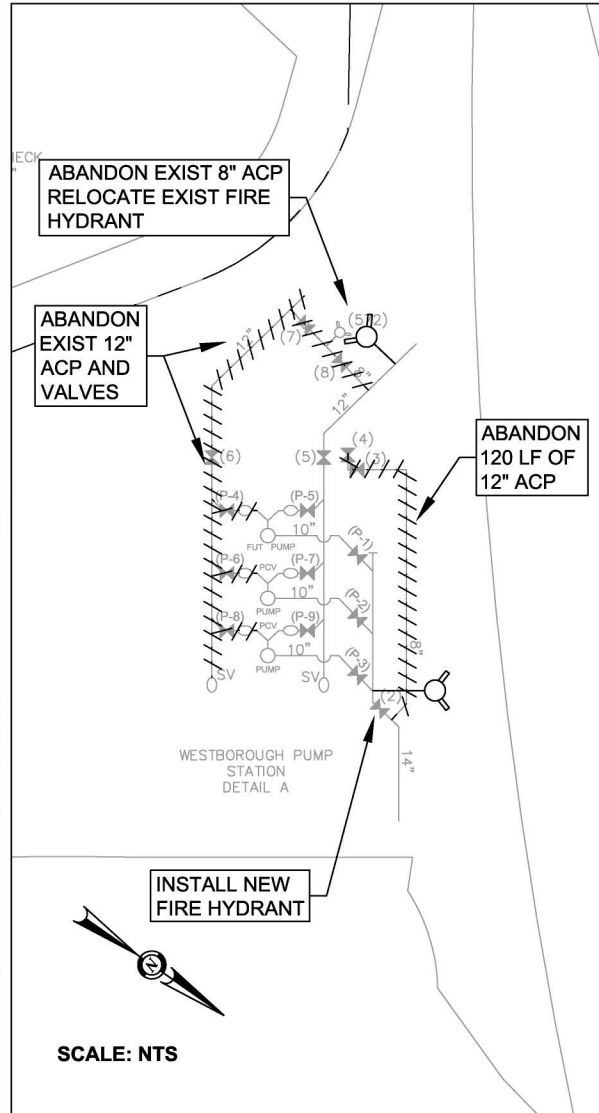 ABANDON EXIST 8" ACP
RELOCATE EXIST FIRE
HYDRANT
ABANDON
EXIST 12"
ACP AND
VALVES
12"
(7)
(8)
8"
12"
(6)
(5)
(4)
(3)
ABANDON
120 LF OF
12" ACP
(P-4)
(P-5)
10"
FUT PUMP
(P-1)
(P-6)
PCV
(P-7)
10"
PUMP
(P-2)
(P-8)
PCV
(P-9)
10"
PUMP
(P-3)
8"
SV
SV
(2)
14"
WESTBOROUGH PUMP
STATION
DETAIL A
INSTALL NEW
FIRE HYDRANT
N
SCALE: NTS